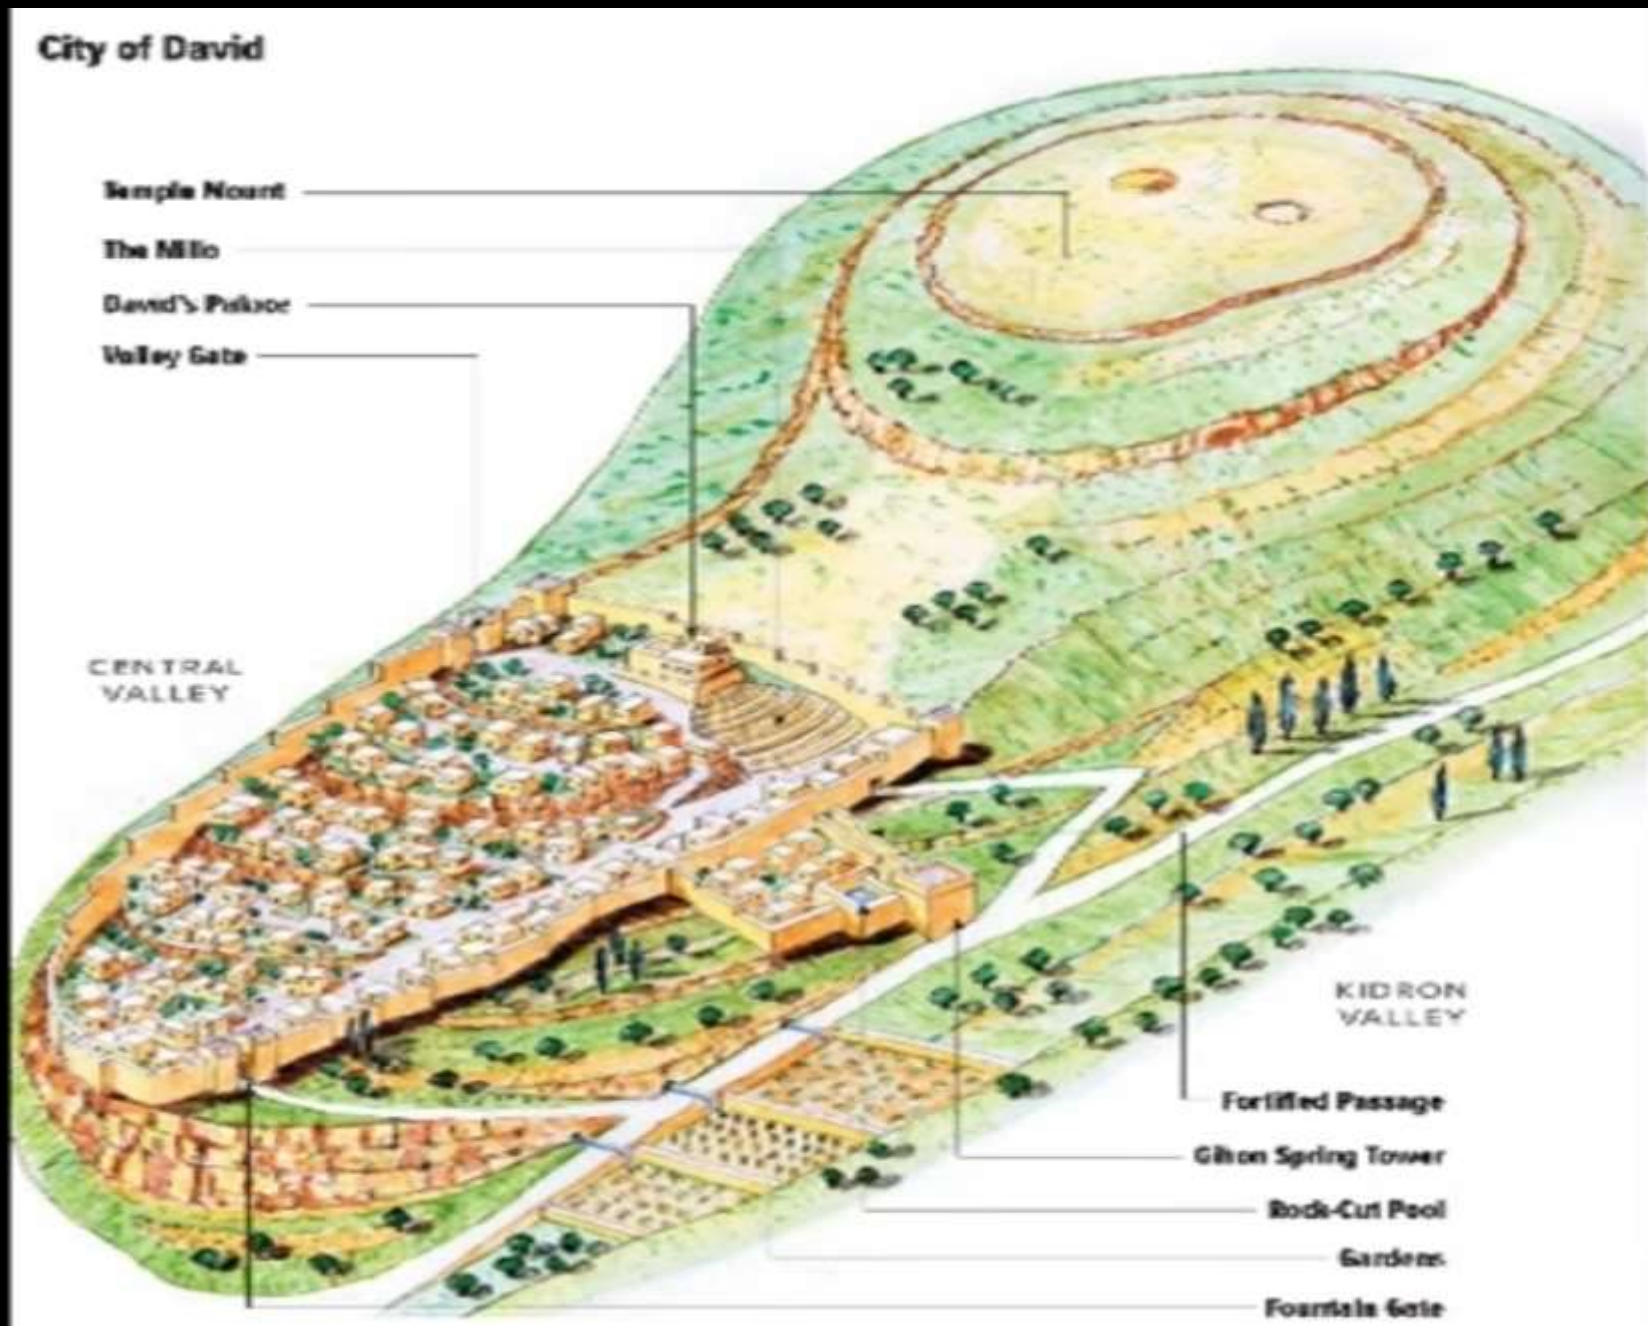 City of David
Temple Mount
The Millo
David's Palace
Valley Gate
CENTRAL
VALLEY
KIDRON
VALLEY
Fortified Passage
Gihon Spring Tower
Rock-Cut Pool
Gardens
Fountain Gate